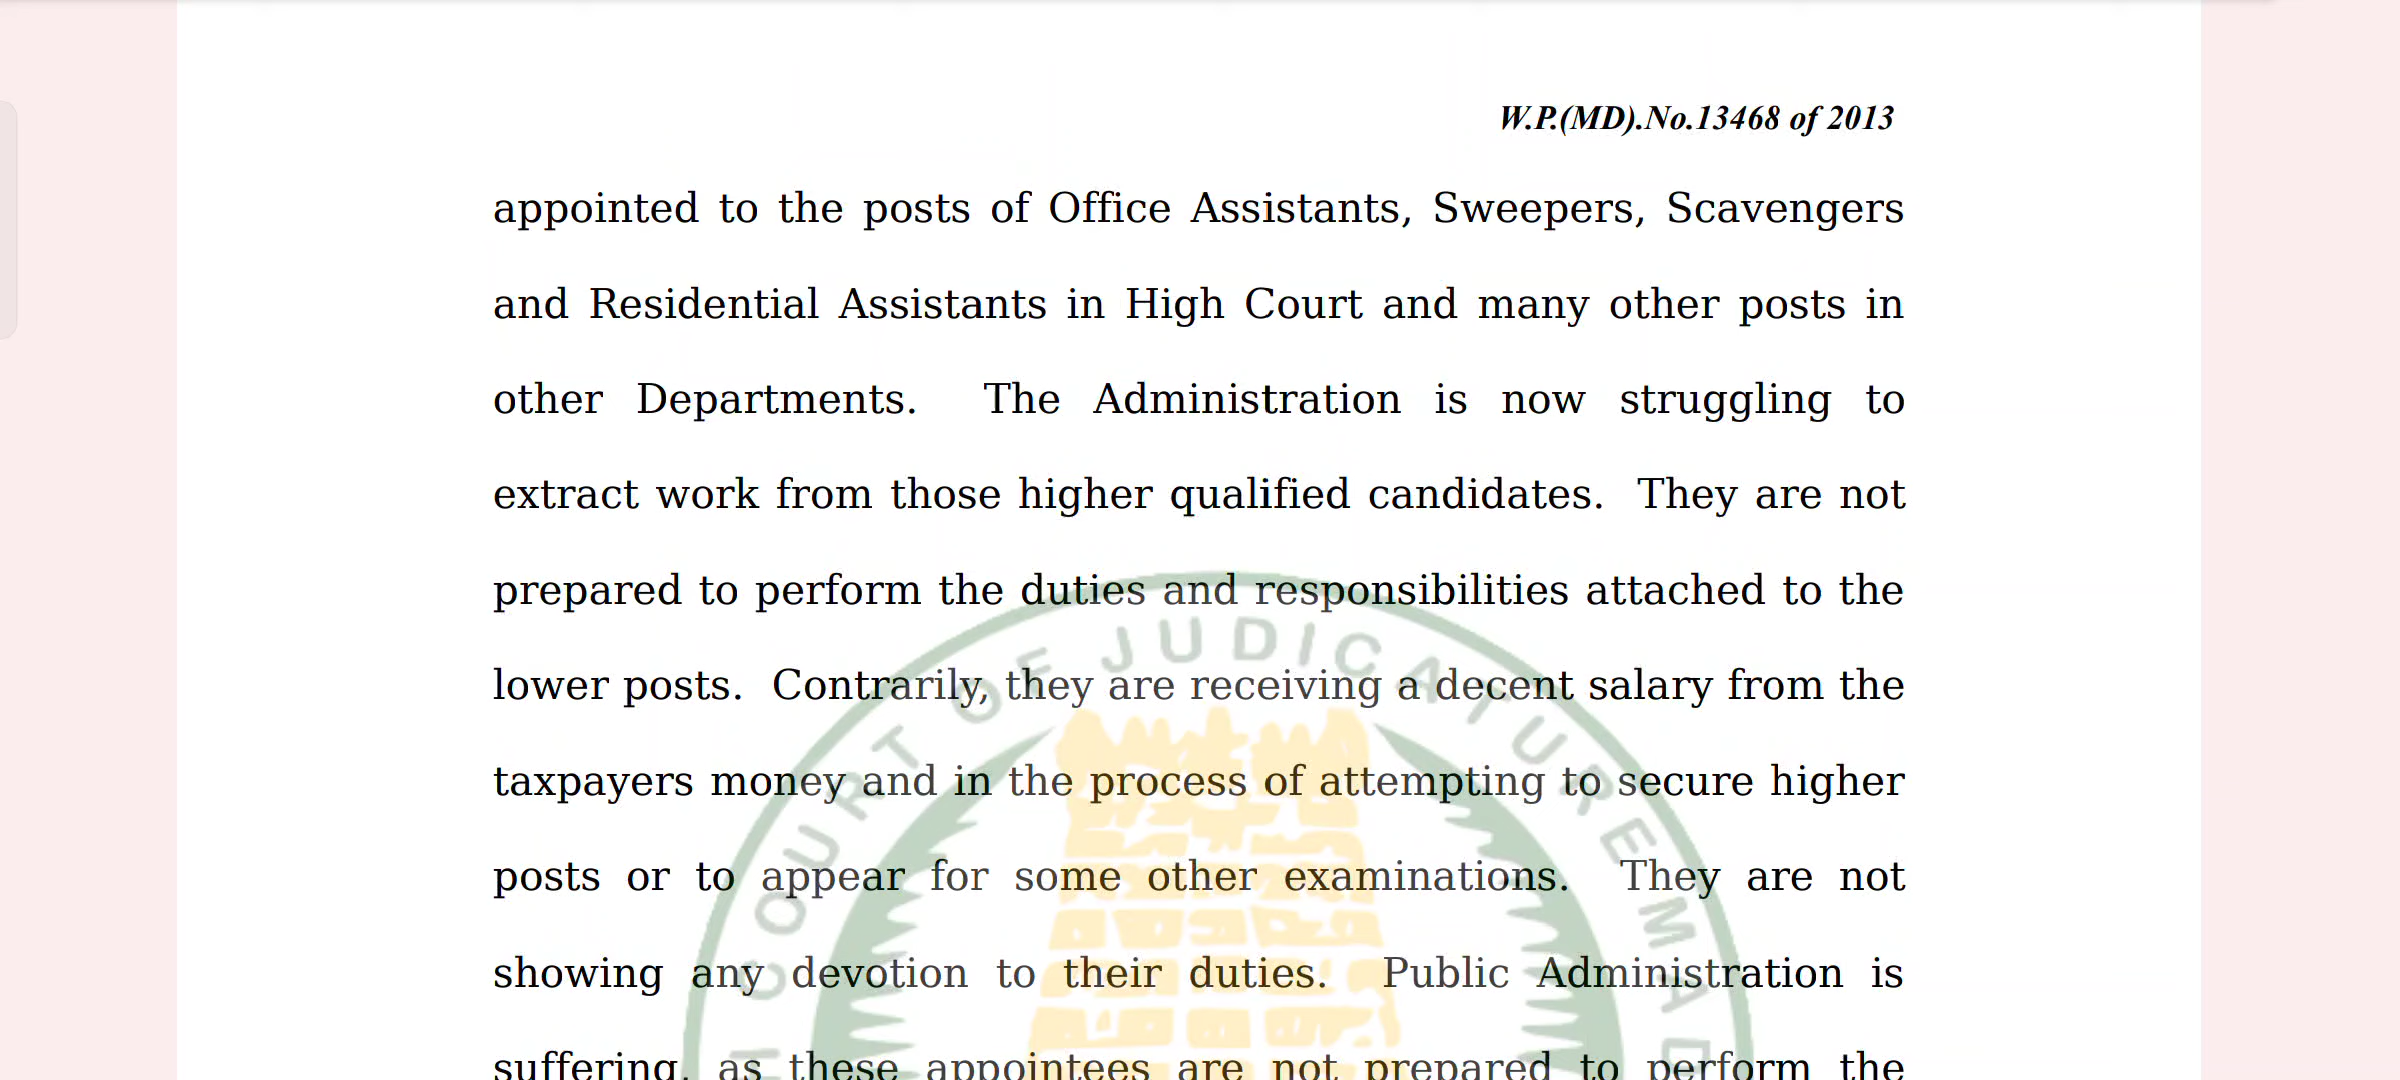 W.P.(MD).No.13468 of 2013
appointed to the posts of Office Assistants, Sweepers, Scavengers
and Residential Assistants in High Court and many other posts in
other Departments. The Administration is now struggling to
extract work from those higher qualified candidates. They are not
prepared to perform the duties and responsibilities attached to the
lower posts. Contrarily, they are receiving a decent salary from the
taxpayers money and in the process of attempting to secure higher
posts or to appear for some other examinations. They are not
showing any devotion to their duties. Public Administration is
suffering, as these appointees are not prepared to perform the
H COURT OF JUDICATURE MAD